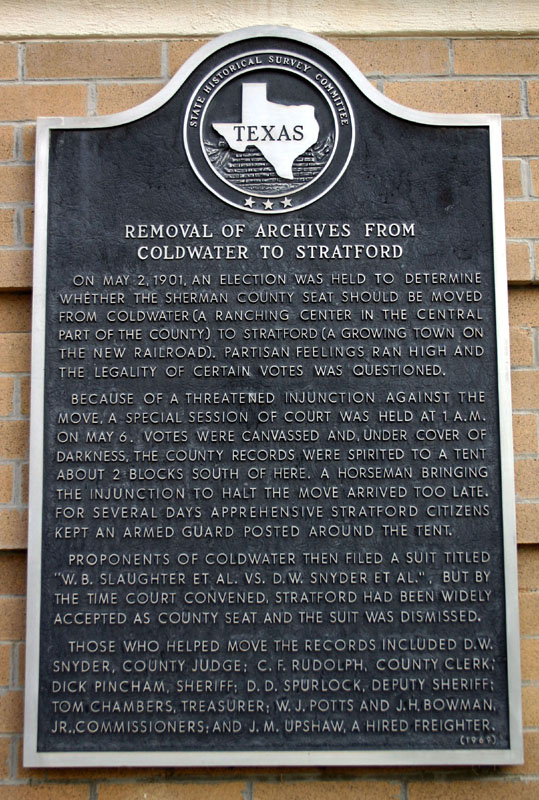 STATE HISTORICAL SURVEY COMMITTEE
TEXAS
REMOVAL OF ARCHIVES FROM
COLDWATER TO STRATFORD
ON MAY 2, 1901, AN ELECTION WAS HELD TO DETERMINE
WHETHER THE SHERMAN COUNTY SEAT SHOULD BE MOVED
FROM COLDWATER (A RANCHING CENTER IN THE CENTRAL
PART OF THE COUNTY) TO STRATFORD (A GROWING TOWN ON
THE NEW RAILROAD). PARTISAN FEELINGS RAN HIGH AND
THE LEGALITY OF CERTAIN VOTES WAS QUESTIONED.
BECAUSE OF A THREATENED INJUNCTION AGAINST THE
MOVE, A SPECIAL SESSION OF COURT WAS HELD AT 1 A.M.
ON MAY 6. VOTES WERE CANVASSED AND, UNDER COVER OF
DARKNESS, THE COUNTY RECORDS WERE SPIRITED TO A TENT
ABOUT 2 BLOCKS SOUTH OF HERE. A HORSEMAN BRINGING
THE INJUNCTION TO HALT THE MOVE ARRIVED TOO LATE.
FOR SEVERAL DAYS APPREHENSIVE STRATFORD CITIZENS
KEPT AN ARMED GUARD POSTED AROUND THE TENT.
PROPONENTS OF COLDWATER THEN FILED A SUIT TITLED
"W. B. SLAUGHTER ET AL. VS. D. W. SNYDER ET AL.", BUT BY
THE TIME COURT CONVENED, STRATFORD HAD BEEN WIDELY
ACCEPTED AS COUNTY SEAT AND THE SUIT WAS DISMISSED.
THOSE WHO HELPED MOVE THE RECORDS INCLUDED D.W.
SNYDER, COUNTY JUDGE; C. F. RUDOLPH, COUNTY CLERK;
DICK PINCHAM, SHERIFF; D. D. SPURLOCK, DEPUTY SHERIFF;
TOM CHAMBERS, TREASURER; W. J. POTTS AND J. H. BOWMAN,
JR., COMMISSIONERS; AND J. M. UPSHAW, A HIRED FREIGHTER.
(1969)